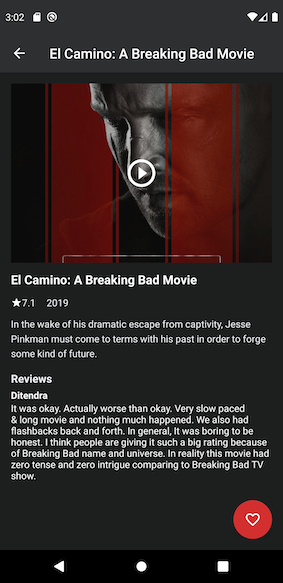 3:02
El Camino: A Breaking Bad Movie
El Camino: A Breaking Bad Movie
★7.1 2019
In the wake of his dramatic escape from captivity, Jesse
Pinkman must come to terms with his past in order to forge
some kind of future.
Reviews
Ditendra
It was okay. Actually worse than okay. Very slow paced
& long movie and nothing much happened. We also had
flashbacks back and forth. In general, It was boring to be
honest. I think people are giving it such a big rating because
of Breaking Bad name and universe. In reality this movie had
zero tense and zero intrigue comparing to Breaking Bad TV
show.